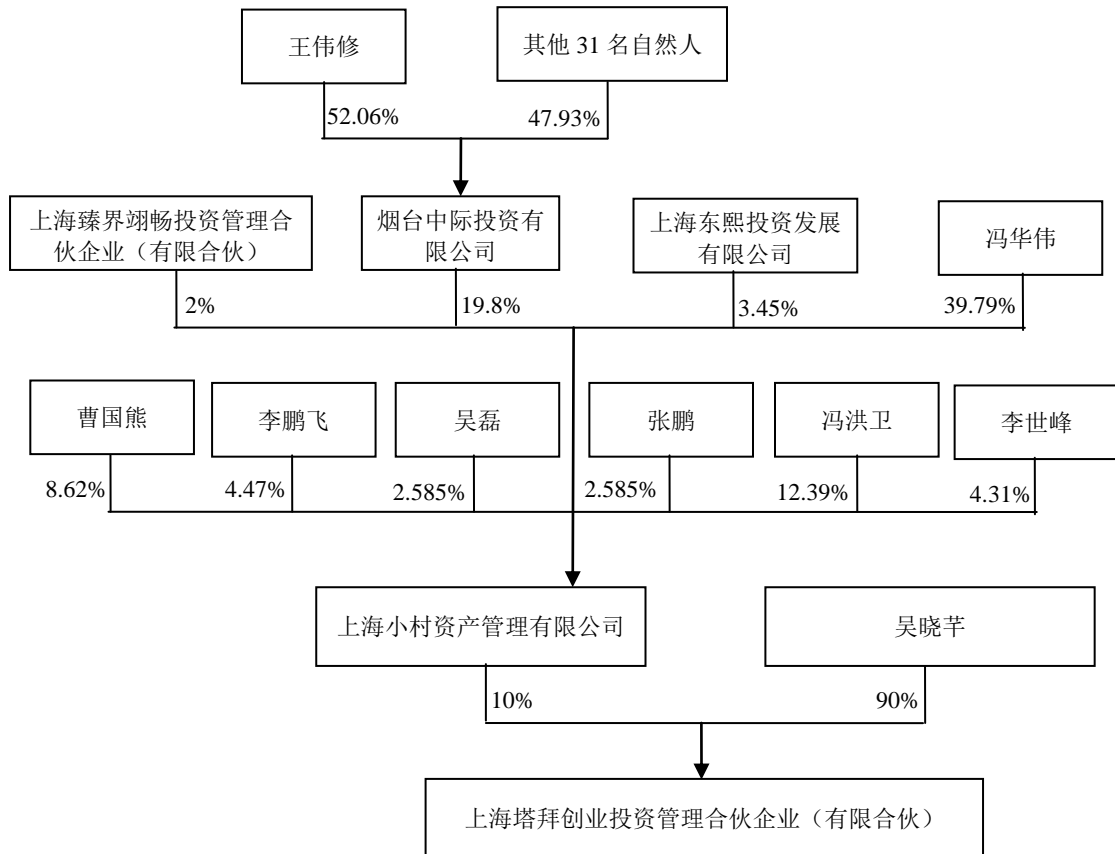 王伟修
其他 31 名自然人
52.06%
47.93%
上海臻界翊畅投资管理合
伙企业（有限合伙）
烟台中际投资有
限公司
上海东熙投资发展
有限公司
冯华伟
2%
19.8%
3.45%
39.79%
曹国熊
李鹏飞
吴磊
张鹏
冯洪卫
李世峰
8.62%
4.47%
2.585%
2.585%
12.39%
4.31%
上海小村资产管理有限公司
吴晓芊
10%
90%
上海塔拜创业投资管理合伙企业（有限合伙）